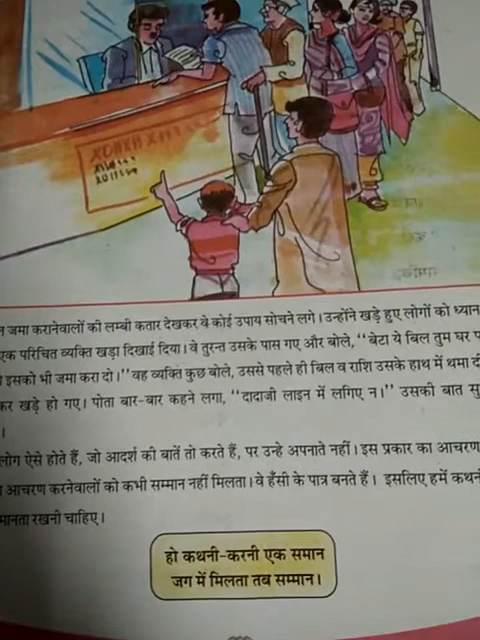 जमा करानेवालों की लम्बी कतार देखकर वे कोई उपाय सोचने लगे। उन्होंने खड़े हुए लोगों को ध्यान
एक परिचित व्यक्ति खड़ा दिखाई दिया। वे तुरन्त उसके पास गए और बोले, “बेटा ये बिल तुम घर
इसको भी जमा करा दो।” वह व्यक्ति कुछ बोले, उससे पहले ही बिल व राशि उसके हाथ में थमा दी
कर खड़े हो गए। पोता बार-बार कहने लगा, “दादाजी लाइन में लगिए न।” उसकी बात सु
।
लोग ऐसे होते हैं, जो आदर्श की बातें तो करते हैं, पर उन्हे अपनाते नहीं। इस प्रकार का आचरण
आचरण करनेवालों को कभी सम्मान नहीं मिलता। वे हँसी के पात्र बनते हैं। इसलिए हमें कथनी
मानता रखनी चाहिए।
हो कथनी-करनी एक समान
जग में मिलता तब सम्मान।